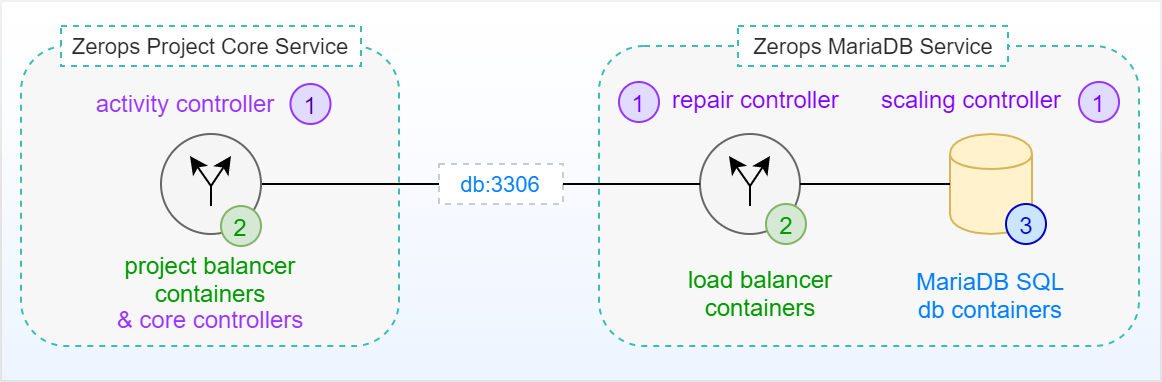 Zerops Project Core Service
activity controller
1
2
project balancer
containers
& core controllers
db:3306
Zerops MariaDB Service
1
repair controller
scaling controller
1
2
load balancer
containers
3
MariaDB SQL
db containers